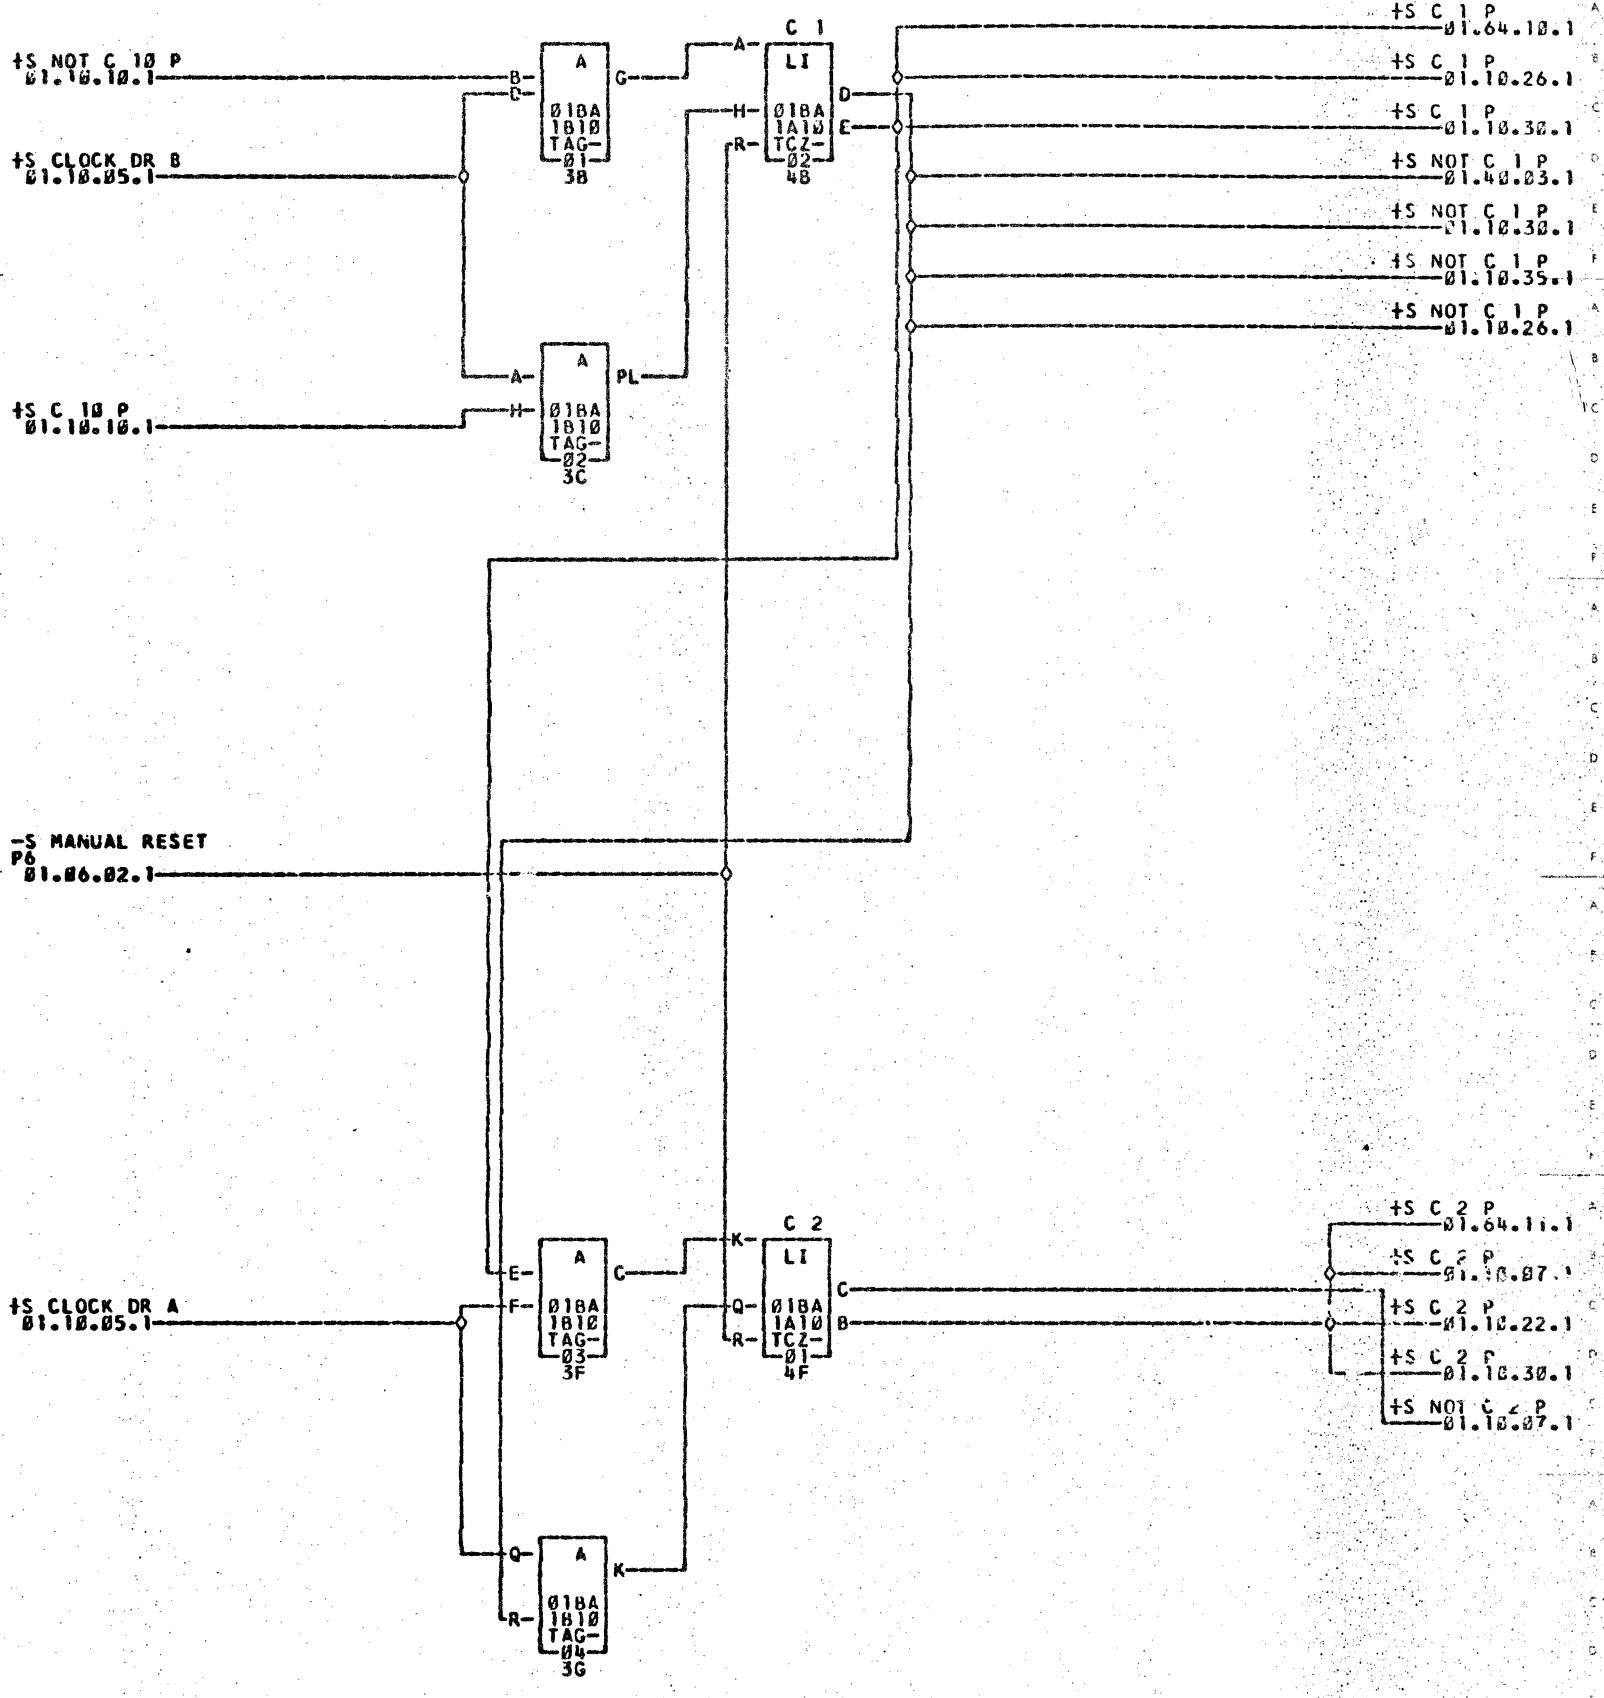 +S NOT C 10 P
01.10.10.1
+S CLOCK DR B
01.10.05.1
+S C 10 P
01.10.10.1
B
A
G
01BA
1B10
TAG-
01
3B
A
A
PL
H
01BA
1B10
TAG-
02
3C
C 1
A
LI
D
H
01BA
1A10
E
R
TCZ-
02
4B
+S C 1 P
01.64.10.1
+S C 1 P
01.10.26.1
+S C 1 P
01.10.30.1
+S NOT C 1 P
01.40.03.1
+S NOT C 1 P
01.10.30.1
+S NOT C 1 P
01.10.35.1
+S NOT C 1 P
01.10.26.1
-S MANUAL RESET
P6
01.06.02.1
+S CLOCK DR A
01.10.05.1
A
E
F
01BA
1B10
TAG-
03
3F
A
Q
K
01BA
1B10
R
TAG-
04
3G
C 2
K
LI
C
Q
01BA
1A10
B
R
TCZ-
01
4F
+S C 2 P
01.64.11.1
+S C 2 P
01.10.07.1
+S C 2 P
01.10.22.1
+S C 2 P
01.10.30.1
+S NOT C 2 P
01.10.07.1